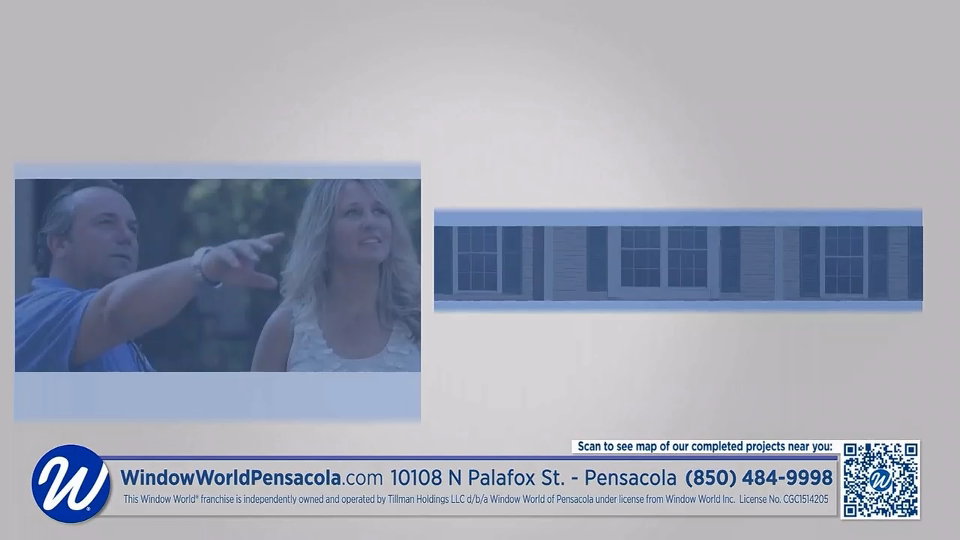 Scan to see map of our completed projects near you:
WindowWorldPensacola.com 10108 N Palafox St. - Pensacola (850) 484-9998
This Window World® franchise is independently owned and operated by Tillman Holdings LLC d/b/a Window World of Pensacola under license from Window World Inc. License No. CGC1514205
W®
W